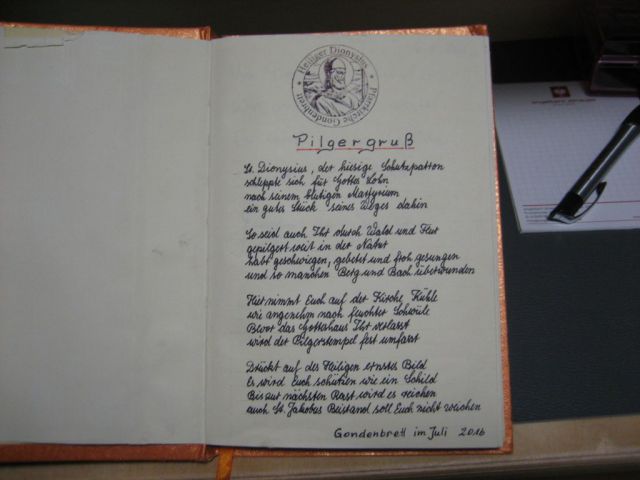 Heiliger Dionysius
Pfarrkirche Gondenbrett
Pilgergruß
St. Dionysius, der hiesige Schutzpatron
schleppte sich für Gottes Lohn
nach seinem blutigen Martyrium
ein gutes Stück seines Weges dahin
So seid auch Ihr durch Wald und Flur
gepilgert weit in der Natur
habt geschwiegen, gebetet und froh gesungen
und so manchen Berg und Bach überwunden
Hier nimmt Euch auf der Kirche Kühle
wie angenehm nach feuchter Schwüle
Bevor das Gotteshaus Ihr verlasst
wird der Pilgerstempel fest umfasst
Drückt auf des Heiligen ernstes Bild
Es wird Euch schützen wie ein Schild
Bis zur nächsten Rast wird es reichen
auch St. Jakobus Beistand soll Euch nicht weichen
Gondenbrett im Juli 2016